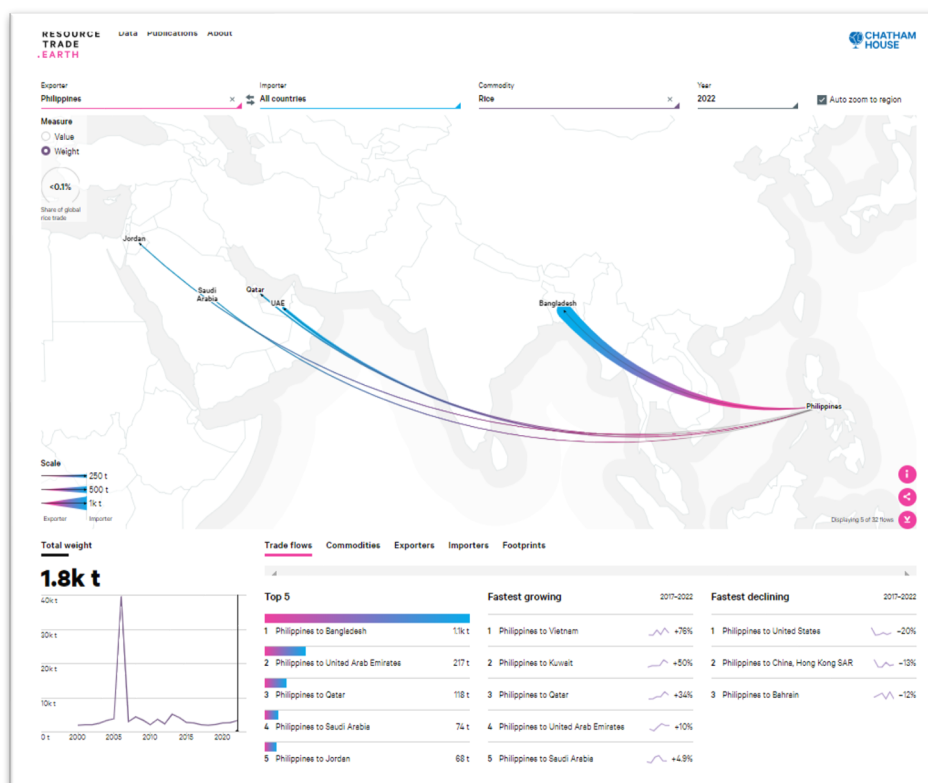 RESOURCE
TRADE
.EARTH
Data Publications About
CHATHAM
HOUSE
Exporter
Philippines ×
Importer
All countries
Commodity
Rice ×
Year
2022
Auto zoom to region
Measure
Value
Weight
<0.1%
Share of global
rice trade
Jordan
Saudi
Arabia
Qatar
UAE
Bangladesh
Philippines
Scale
250 t
500 t
1k t
Exporter Importer
Displaying 5 of 32 flows
Total weight
1.8k t
40k t
30k t
20k t
10k t
0 t
2000 2005 2010 2015 2020
Trade flows Commodities Exporters Importers Footprints
Top 5
1 Philippines to Bangladesh 1.1k t
2 Philippines to United Arab Emirates 217 t
3 Philippines to Qatar 118 t
4 Philippines to Saudi Arabia 74 t
5 Philippines to Jordan 68 t
Fastest growing 2017–2022
1 Philippines to Vietnam +76%
2 Philippines to Kuwait +50%
3 Philippines to Qatar +34%
4 Philippines to United Arab Emirates +10%
5 Philippines to Saudi Arabia +4.9%
Fastest declining 2017–2022
1 Philippines to United States −20%
2 Philippines to China, Hong Kong SAR −13%
3 Philippines to Bahrain −12%